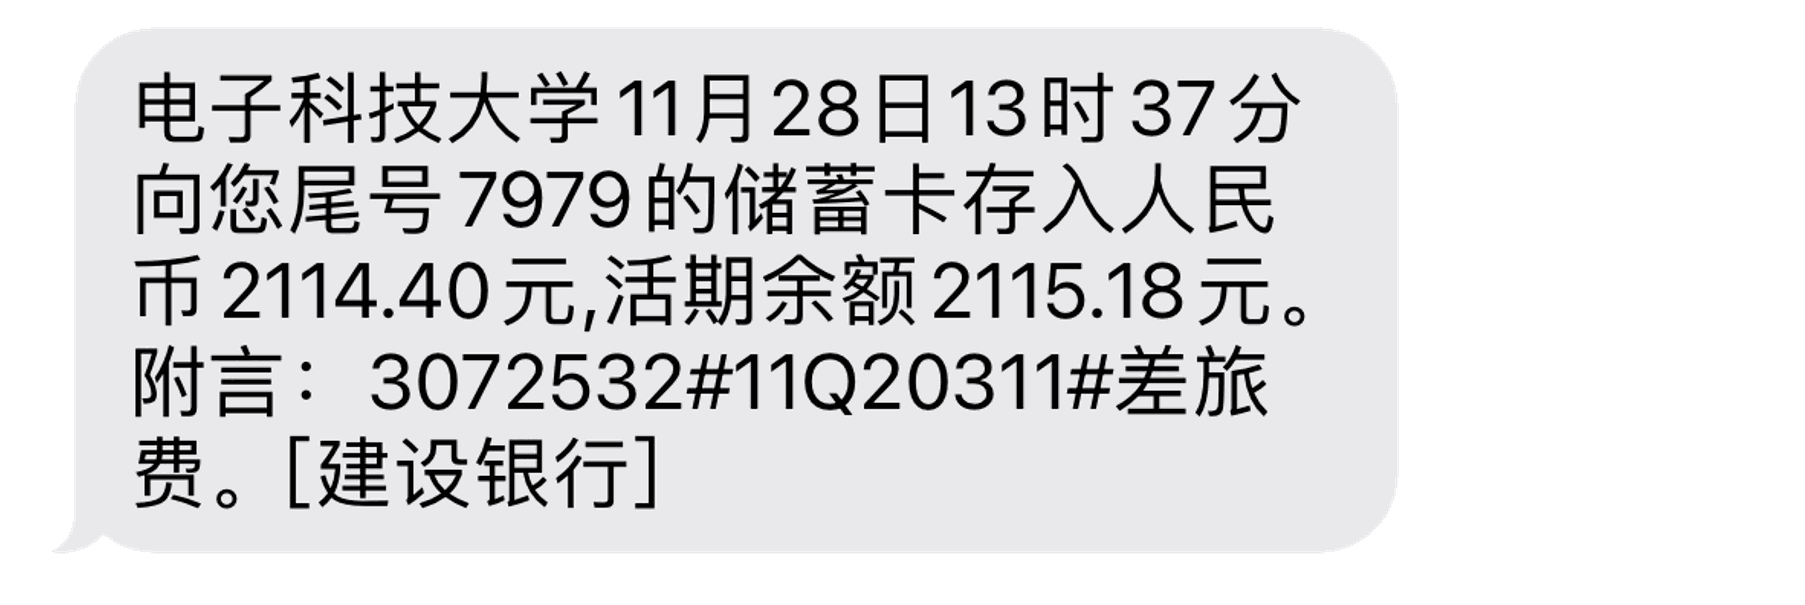 电子科技大学11月28日13时37分
向您尾号7979的储蓄卡存入人民
币2114.40元,活期余额2115.18元。
附言：3072532#11Q20311#差旅
费。[建设银行]